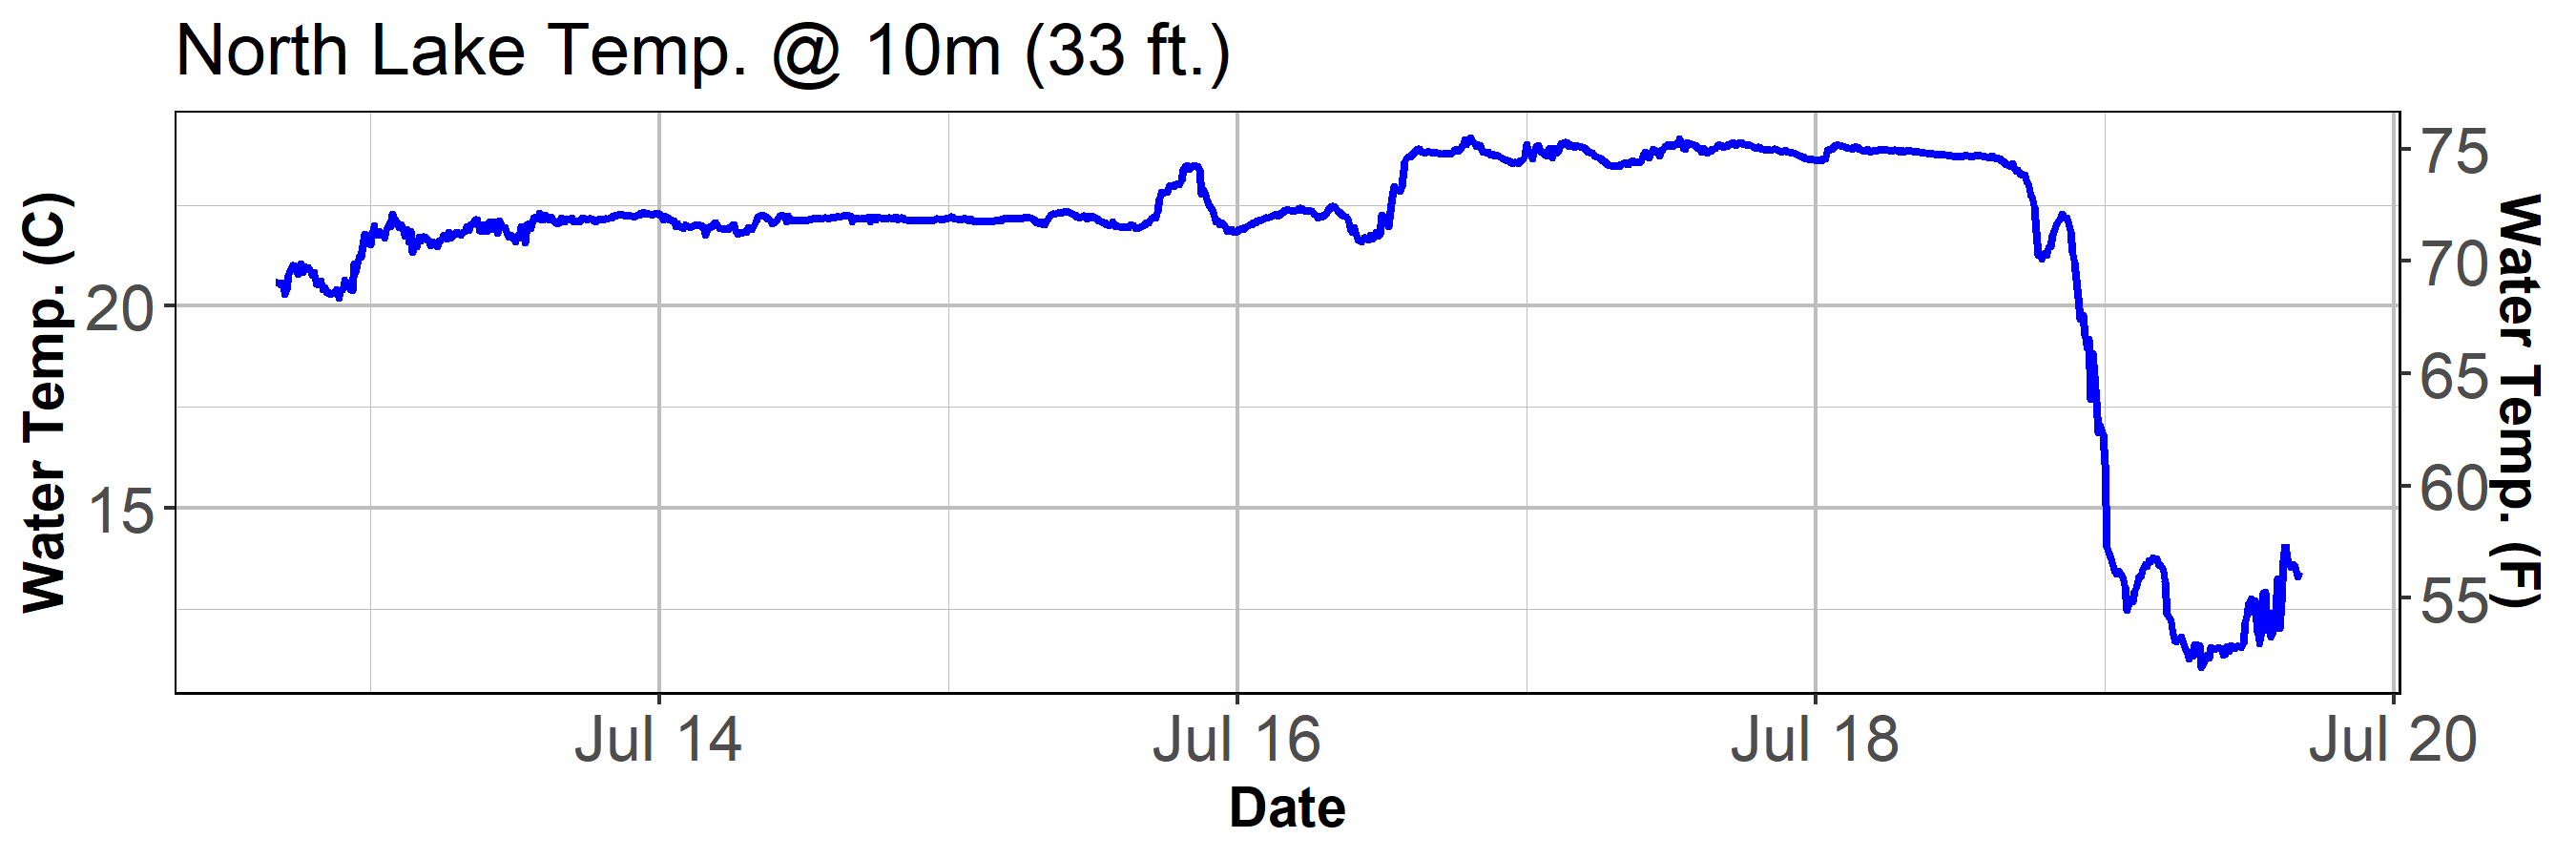 North Lake Temp. @ 10m (33 ft.)
Water Temp. (C)
20
15
75
70
65
60
55
Water Temp. (F)
Jul 14
Jul 16
Jul 18
Jul 20
Date